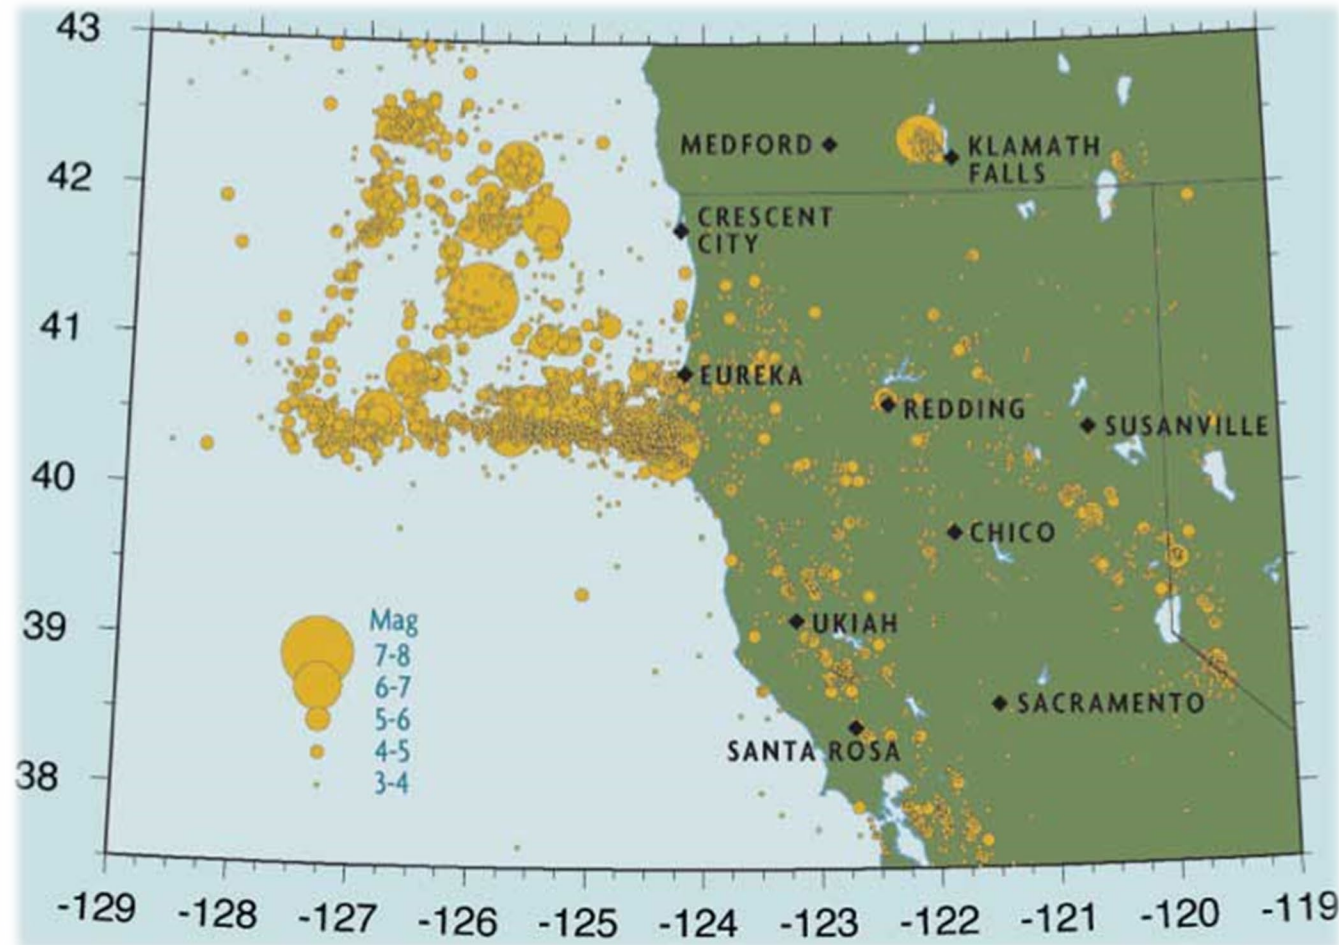 43
MEDFORD
KLAMATH
FALLS
42
CRESCENT
CITY
41
EUREKA
REDDING
SUSANVILLE
40
CHICO
39
Mag
7-8
6-7
5-6
4-5
3-4
UKIAH
SACRAMENTO
SANTA ROSA
38
-129 -128 -127 -126 -125 -124 -123 -122 -121 -120 -119